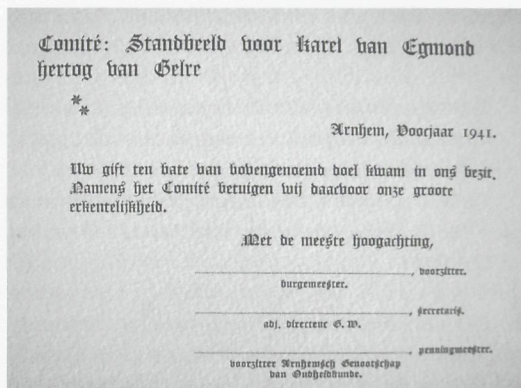 Comité: Standbeeld voor Karel van Egmond
hertog van Gelre
Arnhem, Voorjaar 1941.
Uw gift ten bate van bovengenoemd doel kwam in ons bezit.
Namens het Comité betuigen wij daarvoor onze groote
erkentelijkheid.
Met de meeste hoogachting,
, voorzitter.
burgemeester.
, secretaris.
adj. directeur G. W.
, penningmeester.
voorzitter Arnhemsch Genootschap
van Oudheidkunde.